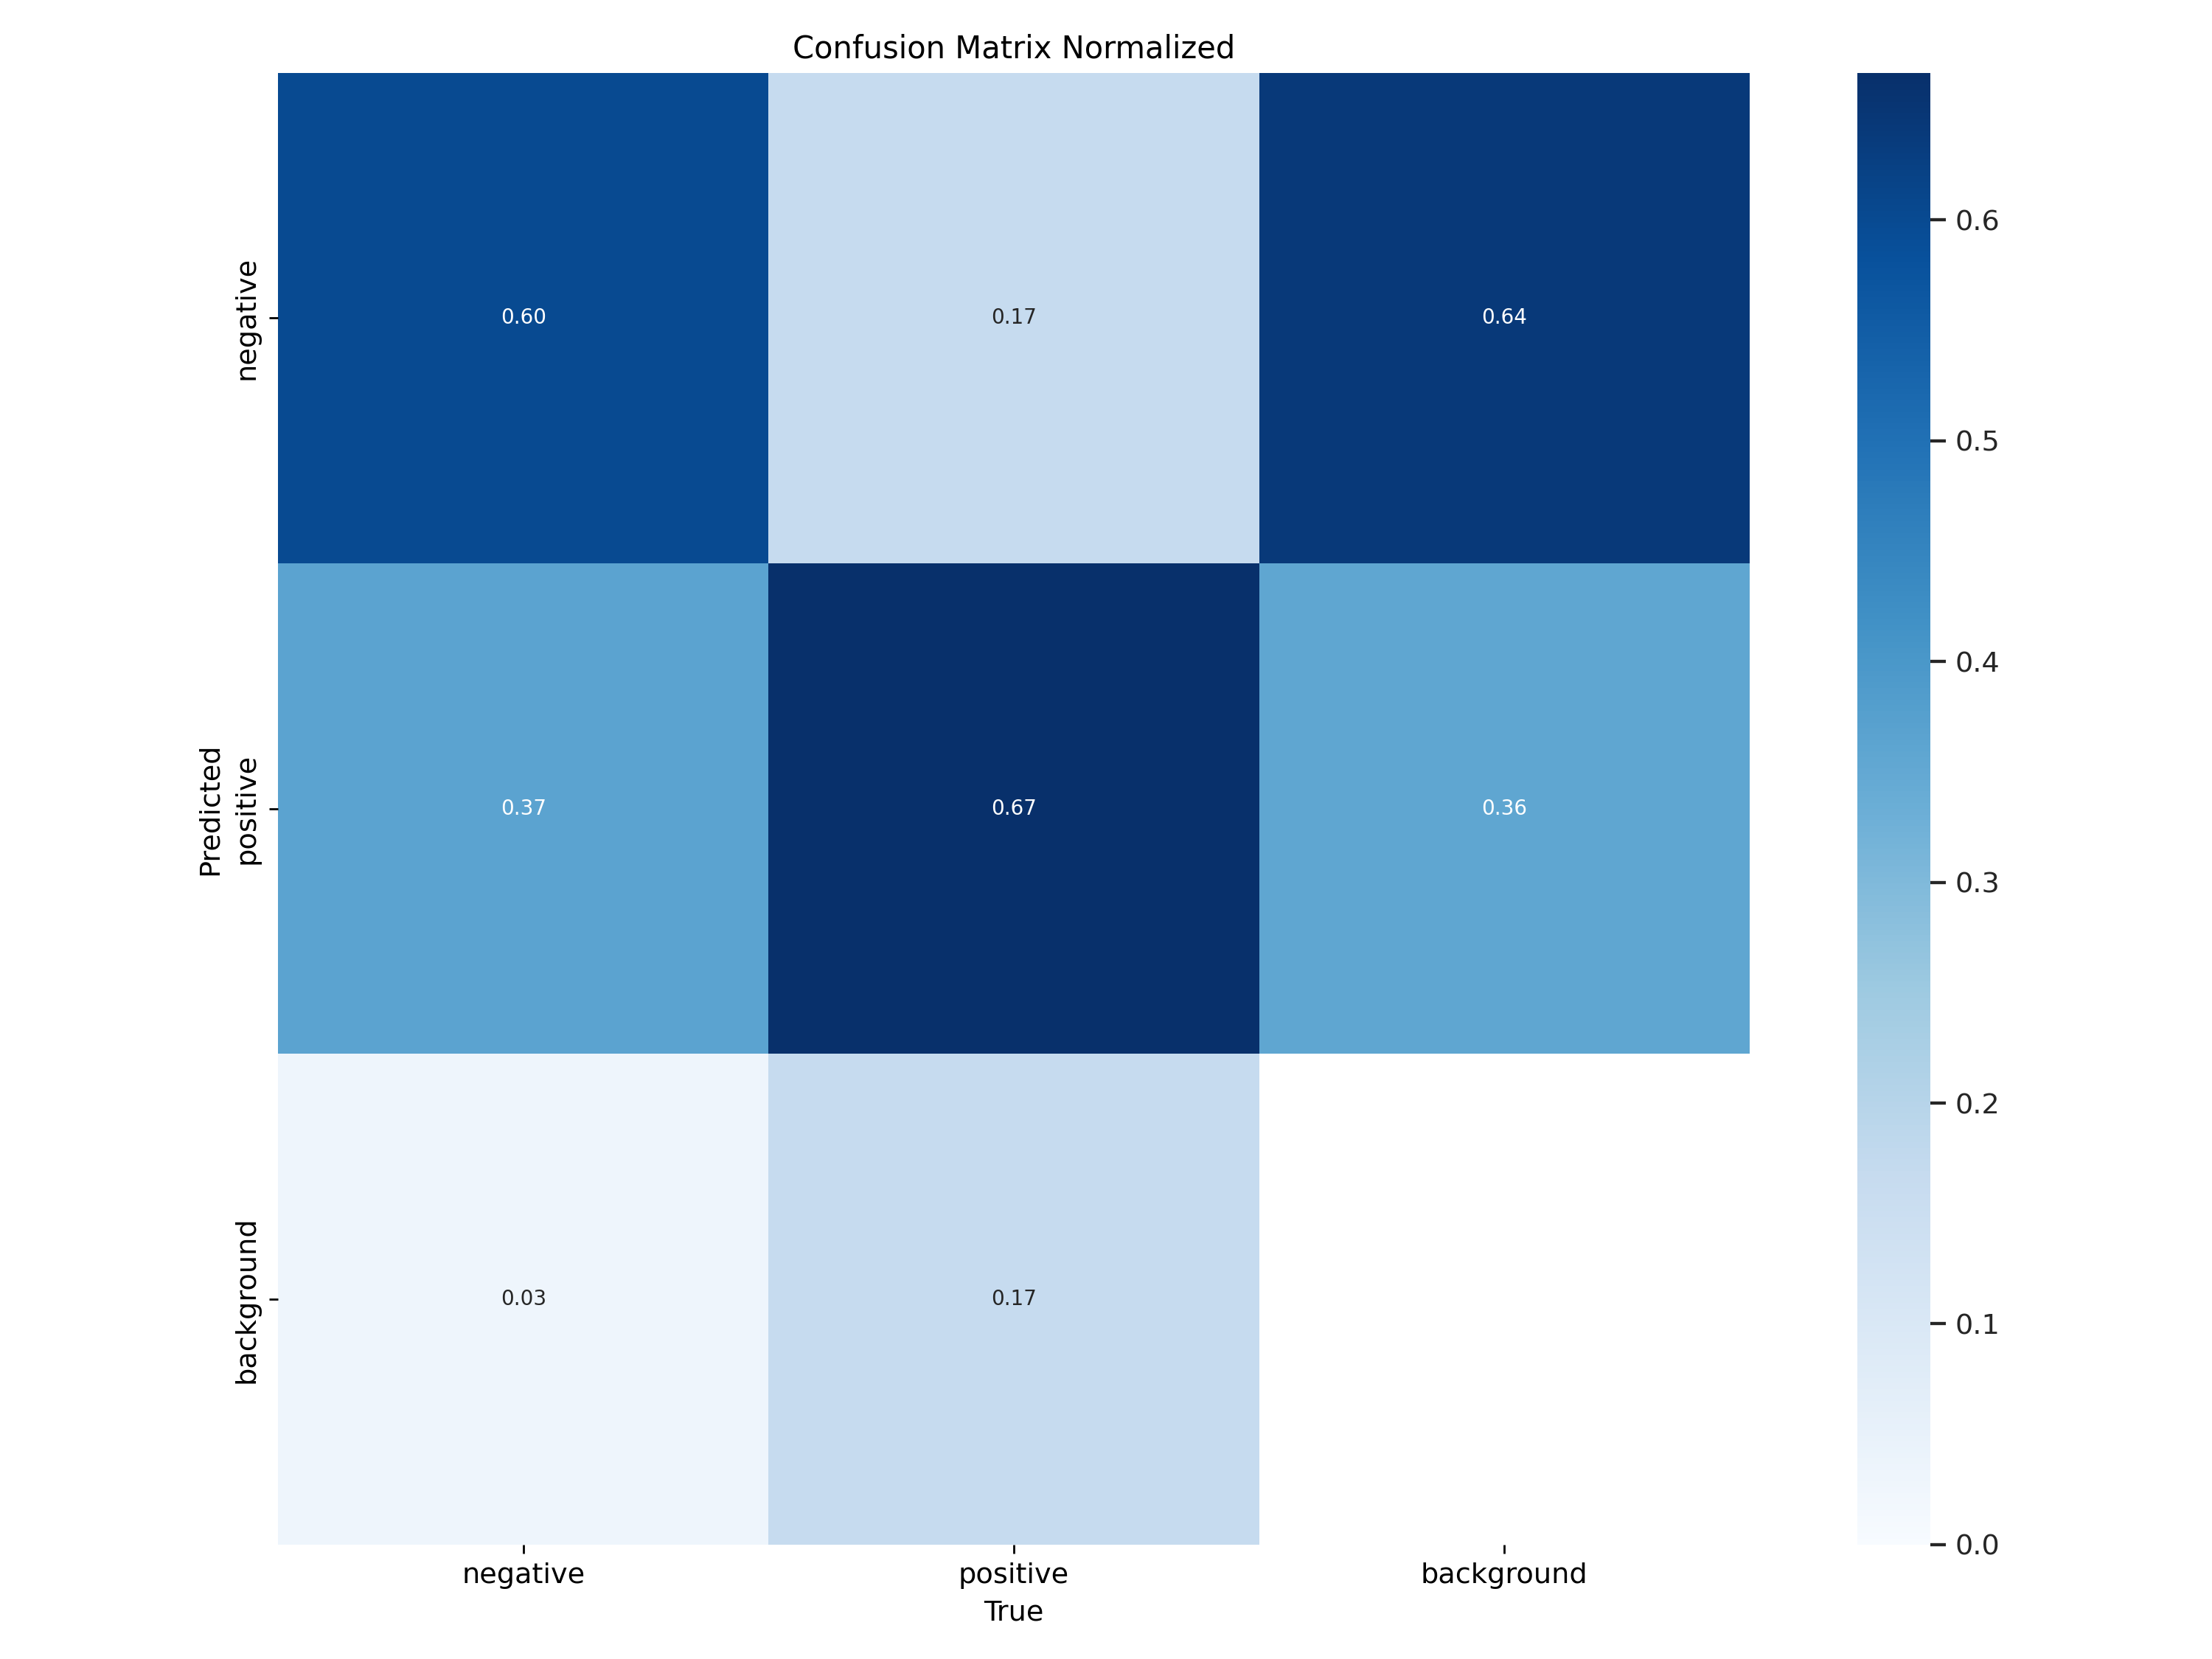 Confusion Matrix Normalized
negative
0.60
0.17
0.64
0.6
0.5
0.4
Predicted
positive
0.37
0.67
0.36
0.3
0.2
background
0.03
0.17
0.1
0.0
negative
positive
background
True